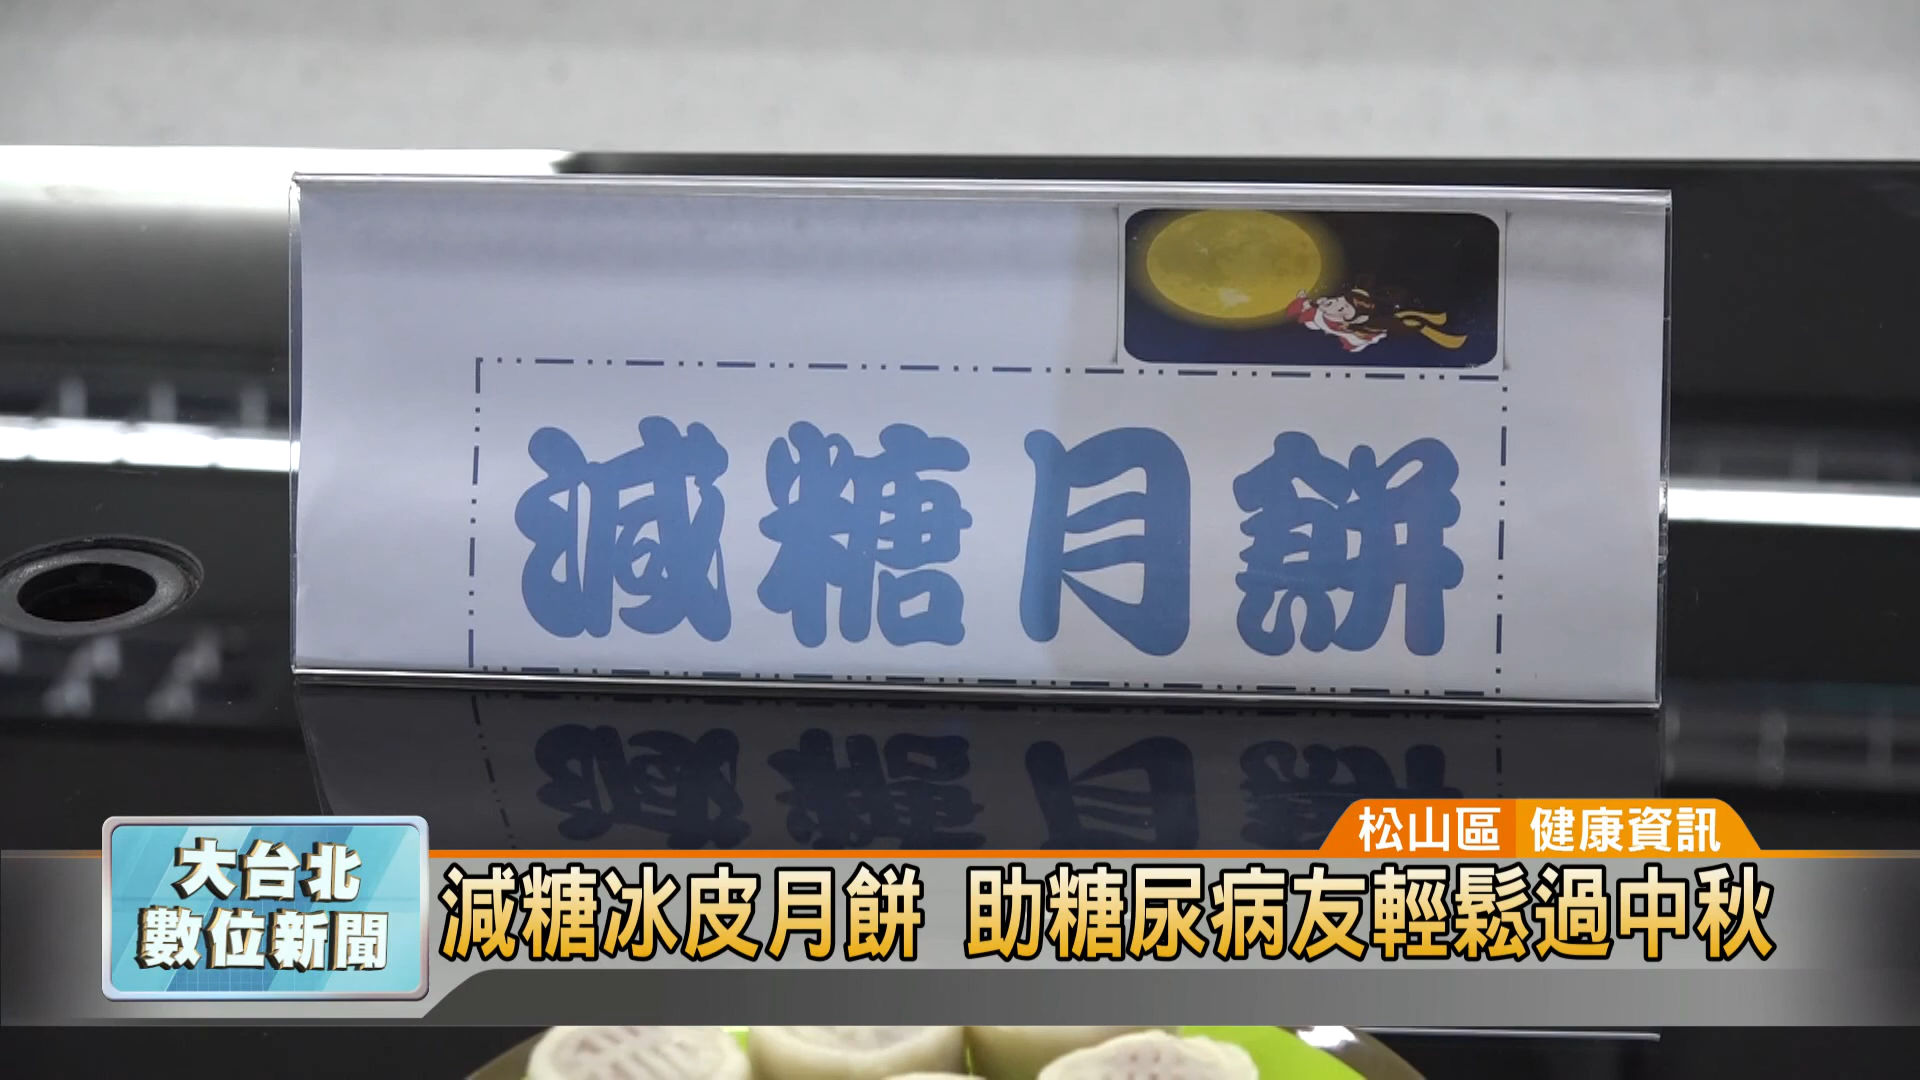 減糖月餅
松山區 健康資訊
大台北
數位新聞
減糖冰皮月餅 助糖尿病友輕鬆過中秋